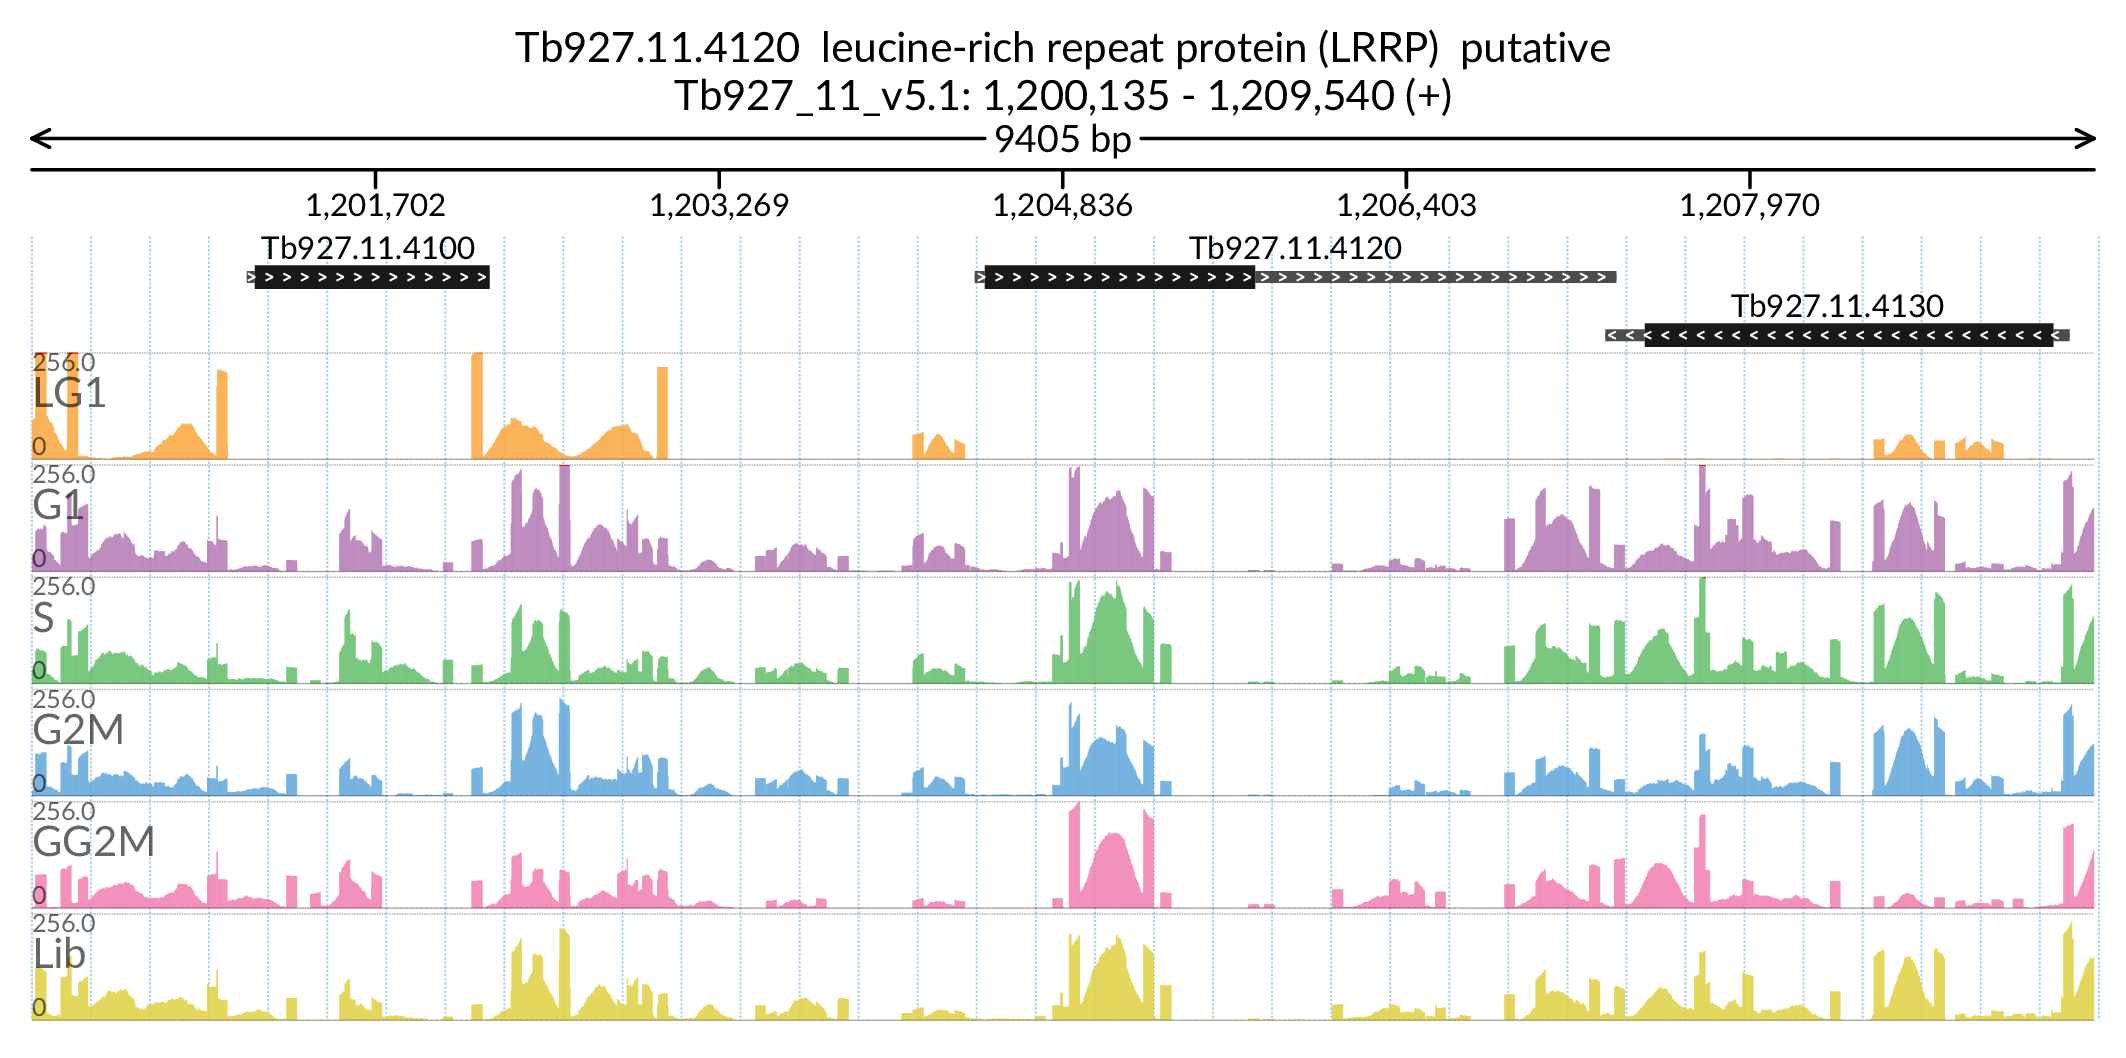 Tb927.11.4120 leucine-rich repeat protein (LRRP) putative
Tb927_11_v5.1: 1,200,135 - 1,209,540 (+)
9405 bp
1,201,702 1,203,269 1,204,836 1,206,403 1,207,970
Tb927.11.4100 Tb927.11.4120
Tb927.11.4130
256.0
LG1
0
256.0
G1
0
256.0
S
0
256.0
G2M
0
256.0
GG2M
0
256.0
Lib
0